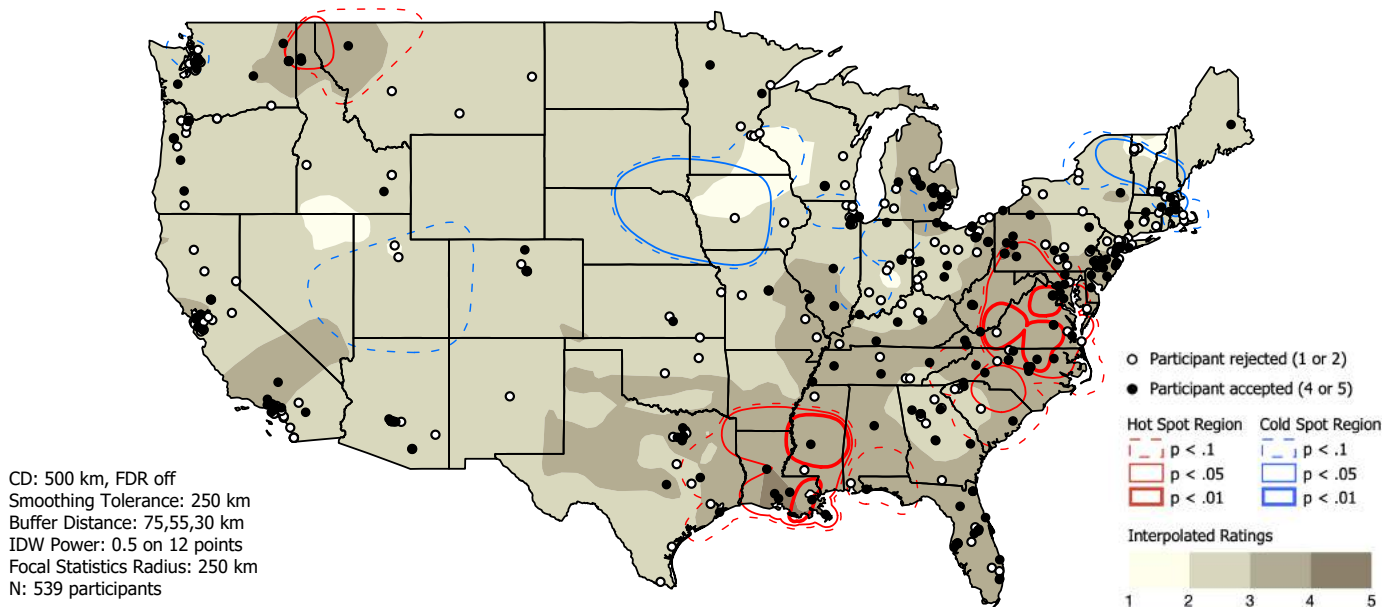 CD: 500 km, FDR off
Smoothing Tolerance: 250 km
Buffer Distance: 75,55,30 km
IDW Power: 0.5 on 12 points
Focal Statistics Radius: 250 km
N: 539 participants
Participant rejected (1 or 2)
Participant accepted (4 or 5)
Hot Spot Region Cold Spot Region
p < .1 p < .1
p < .05 p < .05
p < .01 p < .01
Interpolated Ratings
1 2 3 4 5